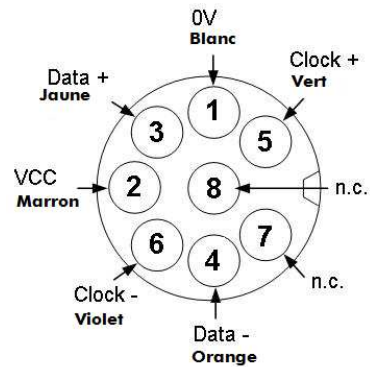 0V
Blanc
Data +
Jaune
Clock +
Vert
1
3
5
VCC
Marron
2
8
n.c.
6
7
4
Clock -
Violet
n.c.
Data -
Orange